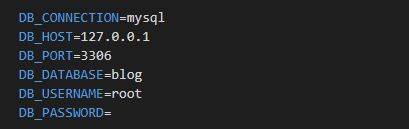 DB_CONNECTION=mysql
DB_HOST=127.0.0.1
DB_PORT=3306
DB_DATABASE=blog
DB_USERNAME=root
DB_PASSWORD=